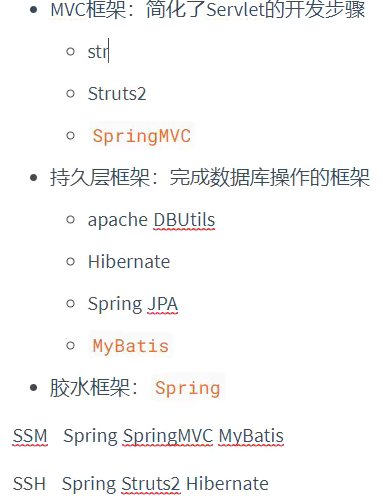 MVC框架：简化了Servlet的开发步骤
str
Struts2
SpringMVC
持久层框架：完成数据库操作的框架
apache DBUtils
Hibernate
Spring JPA
MyBatis
胶水框架： Spring
SSM Spring SpringMVC MyBatis
SSH Spring Struts2 Hibernate